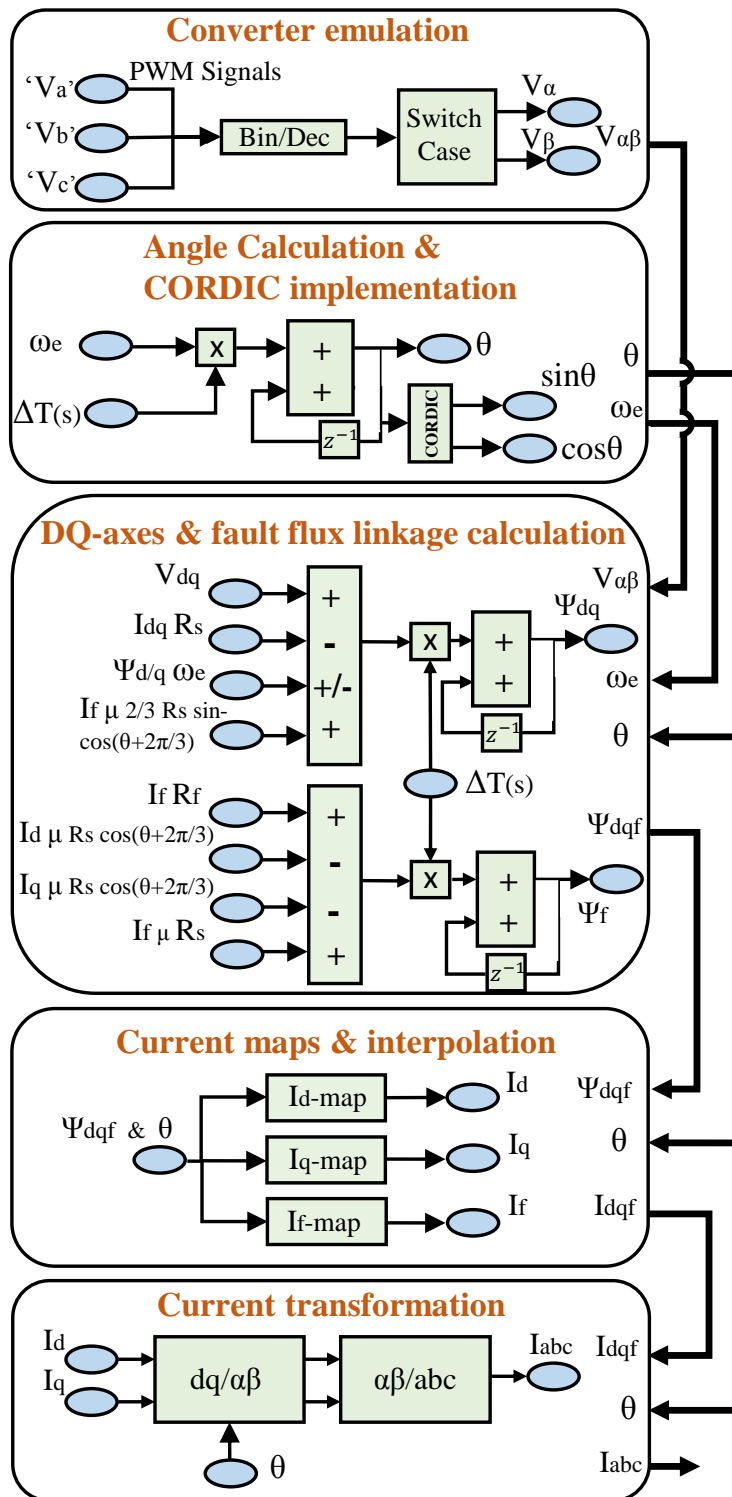 Converter emulation
PWM Signals
‘Va’
‘Vb’
‘Vc’
Bin/Dec
Switch
Case
Vα
Vβ
Vαβ
Angle Calculation &
CORDIC implementation
ωe
ΔT(s)
X
+
+
z⁻¹
θ
CORDIC
sinθ
cosθ
θ
ωe
DQ-axes & fault flux linkage calculation
Vdq
Idq Rs
Ψd/q ωe
If μ 2/3 Rs sin-
cos(θ+2π/3)
+
-
+/-
+
X
+
+
z⁻¹
Ψdq
Vαβ
ωe
θ
ΔT(s)
If Rf
Id μ Rs cos(θ+2π/3)
Iq μ Rs cos(θ+2π/3)
If μ Rs
+
-
-
+
X
+
+
z⁻¹
Ψf
Ψdqf
Current maps & interpolation
Ψdqf & θ
Id-map
Iq-map
If-map
Id
Iq
If
Ψdqf
θ
Idqf
Current transformation
Id
Iq
dq/αβ
αβ/abc
θ
Iabc
Idqf
θ
Iabc